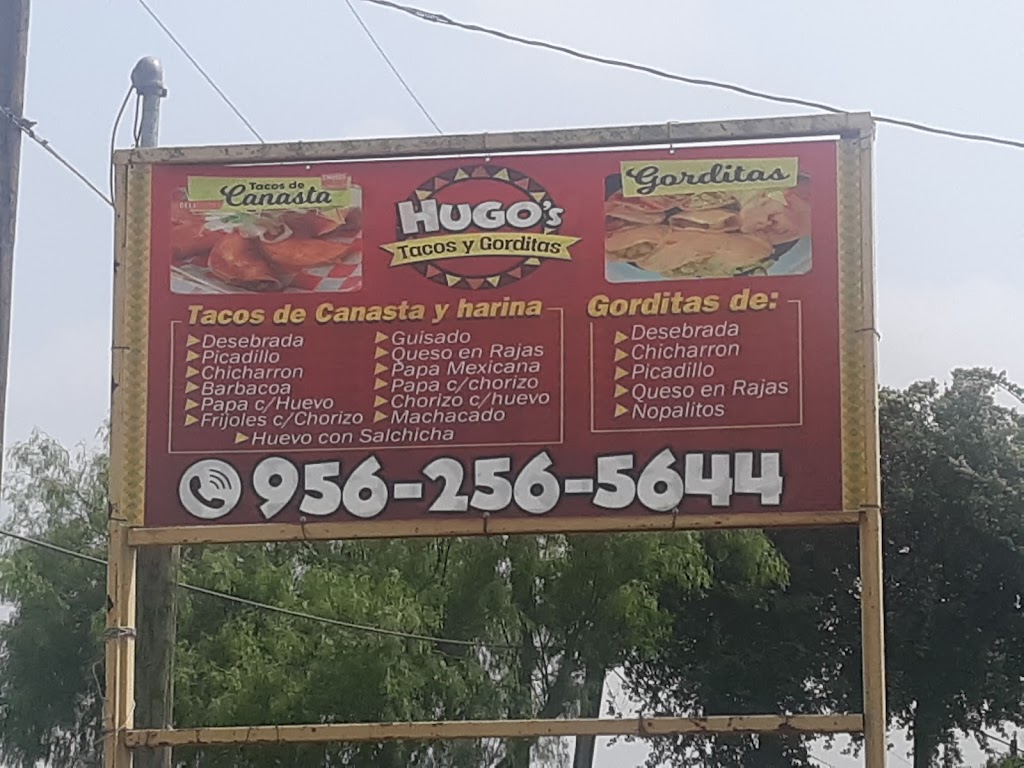 Tacos de
Canasta
HUGO's
Tacos y Gorditas
Gorditas
Tacos de Canasta y harina
Desebrada
Picadillo
Chicharron
Barbacoa
Papa c/Huevo
Frijoles c/Chorizo
Guisado
Queso en Rajas
Papa Mexicana
Papa c/chorizo
Chorizo c/huevo
Machacado
Huevo con Salchicha
Gorditas de:
Desebrada
Chicharron
Picadillo
Queso en Rajas
Nopalitos
956-256-5644